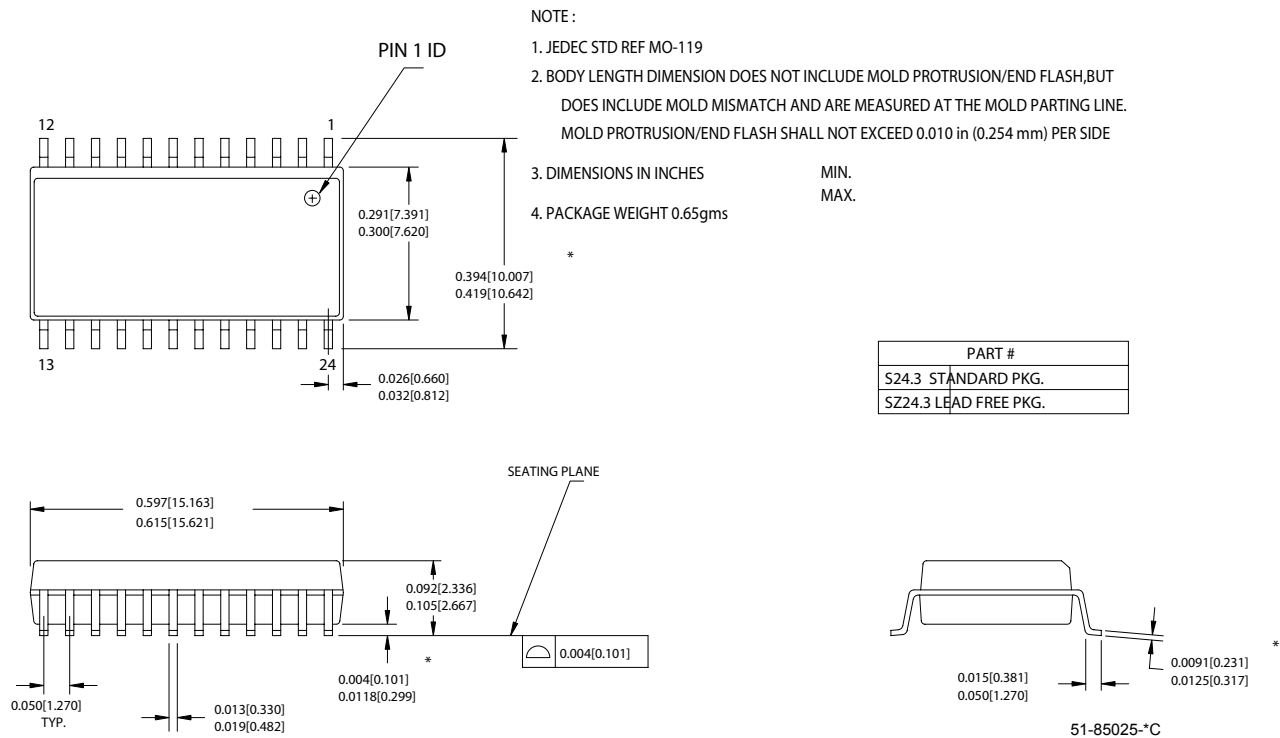 NOTE :
1. JEDEC STD REF MO-119
2. BODY LENGTH DIMENSION DOES NOT INCLUDE MOLD PROTRUSION/END FLASH,BUT
DOES INCLUDE MOLD MISMATCH AND ARE MEASURED AT THE MOLD PARTING LINE.
MOLD PROTRUSION/END FLASH SHALL NOT EXCEED 0.010 in (0.254 mm) PER SIDE
3. DIMENSIONS IN INCHES MIN.
MAX.
4. PACKAGE WEIGHT 0.65gms
*
PIN 1 ID
12 1
0.291[7.391]
0.300[7.620]
0.394[10.007]
0.419[10.642]
13 24
0.026[0.660]
0.032[0.812]
PART #
S24.3 STANDARD PKG.
SZ24.3 LEAD FREE PKG.
SEATING PLANE
0.597[15.163]
0.615[15.621]
0.092[2.336]
0.105[2.667]
*
0.004[0.101]
0.004[0.101]
0.0118[0.299]
0.050[1.270]
TYP.
0.013[0.330]
0.019[0.482]
0.015[0.381]
0.050[1.270]
*
0.0091[0.231]
0.0125[0.317]
51-85025-*C